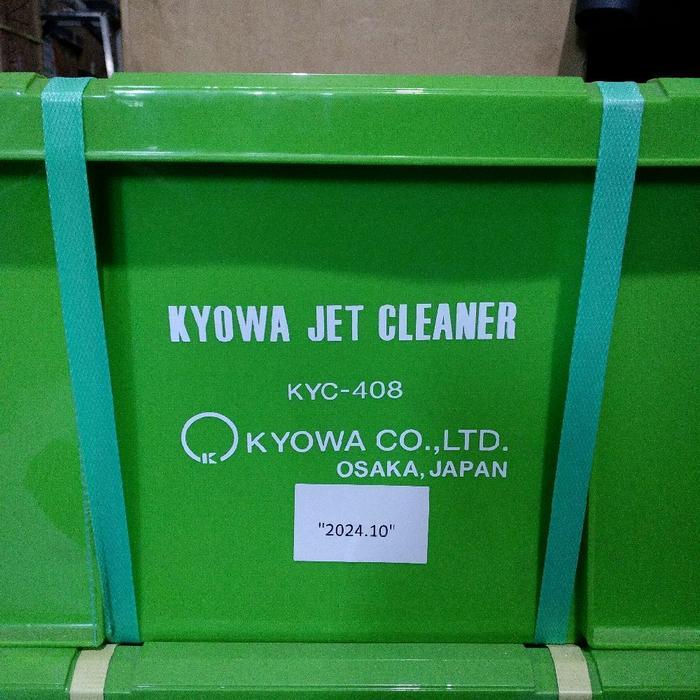 KYOWA JET CLEANER
KYC-408
K KYOWA CO.,LTD.
OSAKA, JAPAN
"2024.10"